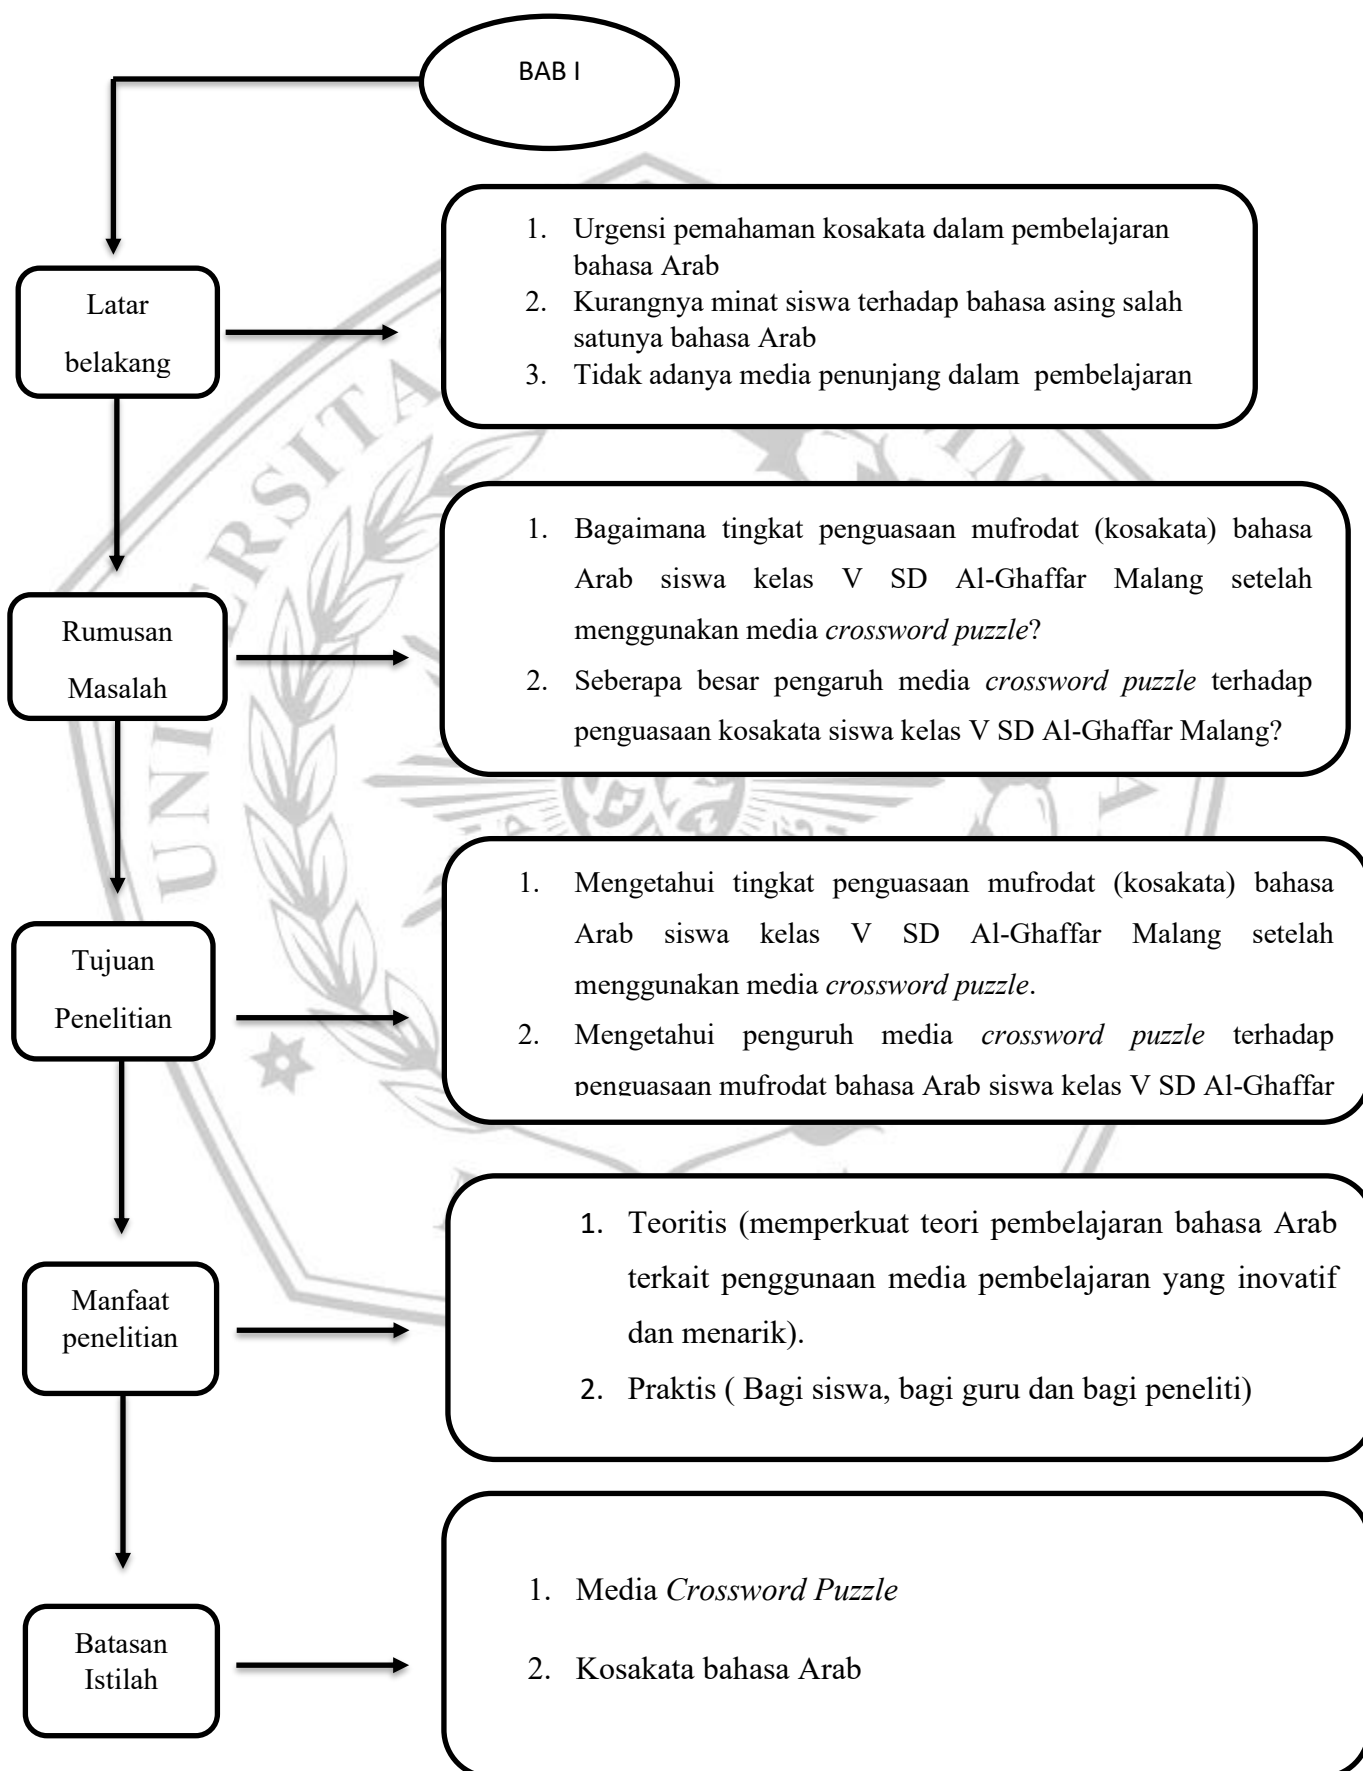 BAB I
Latar
belakang
1. Urgensi pemahaman kosakata dalam pembelajaran
bahasa Arab
2. Kurangnya minat siswa terhadap bahasa asing salah
satunya bahasa Arab
3. Tidak adanya media penunjang dalam pembelajaran
Rumusan
Masalah
1. Bagaimana tingkat penguasaan mufrodat (kosakata) bahasa
Arab siswa kelas V SD Al-Ghaffar Malang setelah
menggunakan media crossword puzzle?
2. Seberapa besar pengaruh media crossword puzzle terhadap
penguasaan kosakata siswa kelas V SD Al-Ghaffar Malang?
Tujuan
Penelitian
1. Mengetahui tingkat penguasaan mufrodat (kosakata) bahasa
Arab siswa kelas V SD Al-Ghaffar Malang setelah
menggunakan media crossword puzzle.
2. Mengetahui penguruh media crossword puzzle terhadap
penguasaan mufrodat bahasa Arab siswa kelas V SD Al-Ghaffar
Manfaat
penelitian
1. Teoritis (memperkuat teori pembelajaran bahasa Arab
terkait penggunaan media pembelajaran yang inovatif
dan menarik).
2. Praktis ( Bagi siswa, bagi guru dan bagi peneliti)
Batasan
Istilah
1. Media Crossword Puzzle
2. Kosakata bahasa Arab